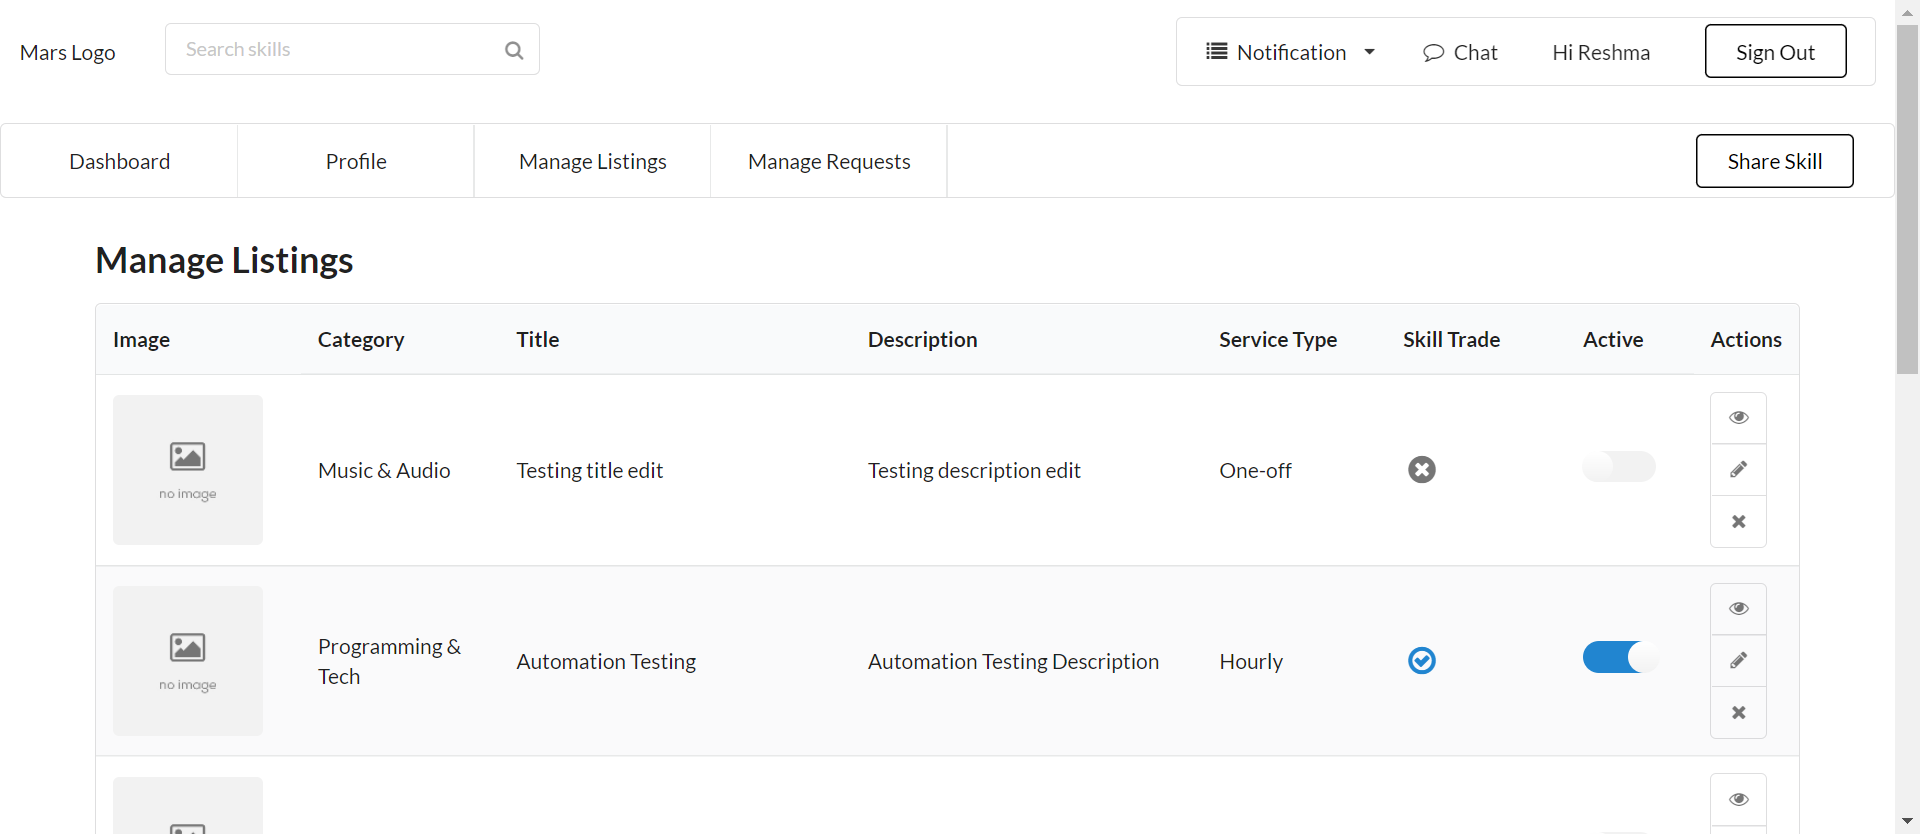 Mars Logo
Search skills
Notification
Chat
Hi Reshma
Sign Out
Dashboard
Profile
Manage Listings
Manage Requests
Share Skill
Manage Listings
Image Category Title Description Service Type Skill Trade Active Actions
no image
Music & Audio
Testing title edit
Testing description edit
One-off
no image
Programming &
Tech
Automation Testing
Automation Testing Description
Hourly